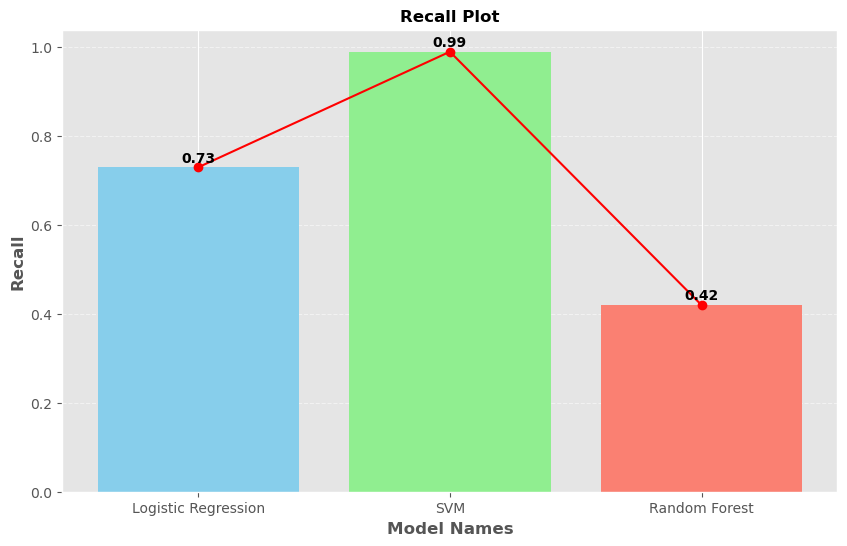 Recall Plot
1.0
0.8
0.6
0.4
0.2
0.0
Recall
0.73
0.99
0.42
Logistic Regression
SVM
Random Forest
Model Names